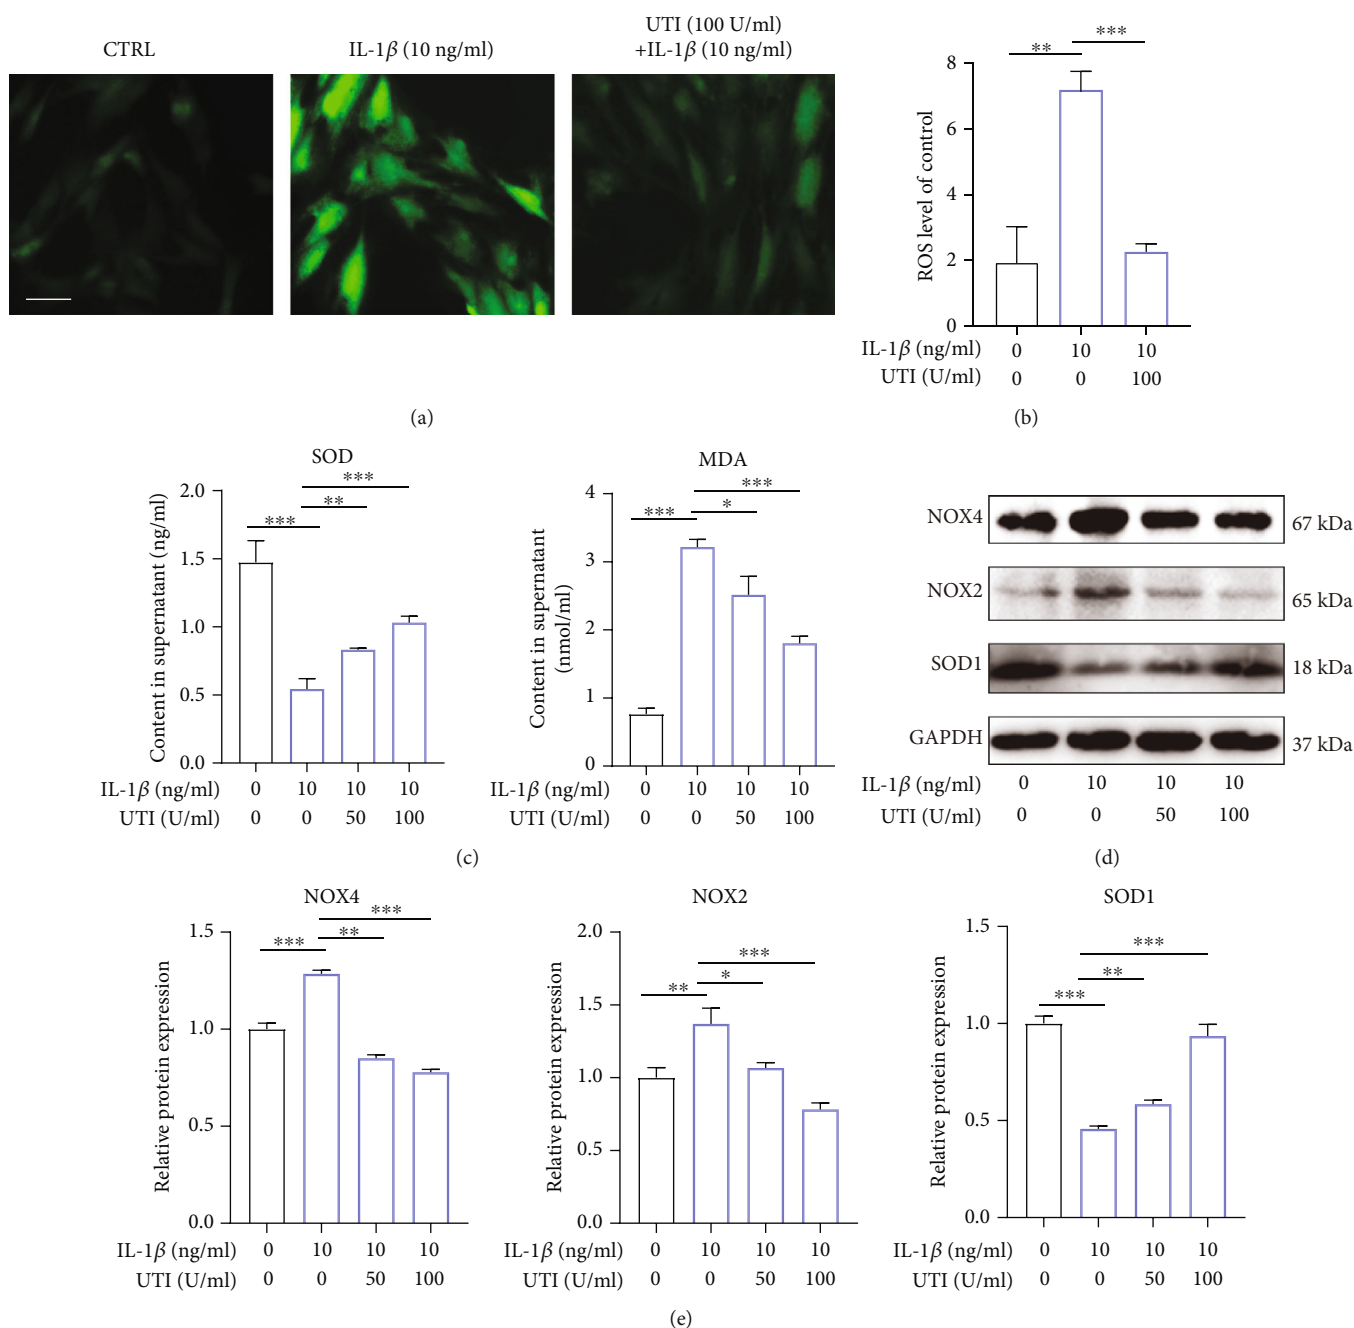 CTRL
IL-1β (10 ng/ml)
UTI (100 U/ml)
+IL-1β (10 ng/ml)
(a)
** ***
ROS level of control
8
6
4
2
0
IL-1β (ng/ml) 0 10 10
UTI (U/ml) 0 0 100
(b)
SOD
***
**
***
Content in supernatant (ng/ml)
2.0
1.5
1.0
0.5
0.0
IL-1β (ng/ml) 0 10 10 10
UTI (U/ml) 0 0 50 100
MDA
***
*** *
Content in supernatant
(nmol/ml)
4
3
2
1
0
IL-1β (ng/ml) 0 10 10 10
UTI (U/ml) 0 0 50 100
(c)
NOX4 67 kDa
NOX2 65 kDa
SOD1 18 kDa
GAPDH 37 kDa
IL-1β (ng/ml) 0 10 10 10
UTI (U/ml) 0 0 50 100
(d)
NOX4
***
*** **
Relative protein expression
1.5
1.0
0.5
0.0
IL-1β (ng/ml) 0 10 10 10
UTI (U/ml) 0 0 50 100
NOX2
***
** *
Relative protein expression
2.0
1.5
1.0
0.5
0.0
IL-1β (ng/ml) 0 10 10 10
UTI (U/ml) 0 0 50 100
SOD1
***
**
***
Relative protein expression
1.5
1.0
0.5
0.0
IL-1β (ng/ml) 0 10 10 10
UTI (U/ml) 0 0 50 100
(e)